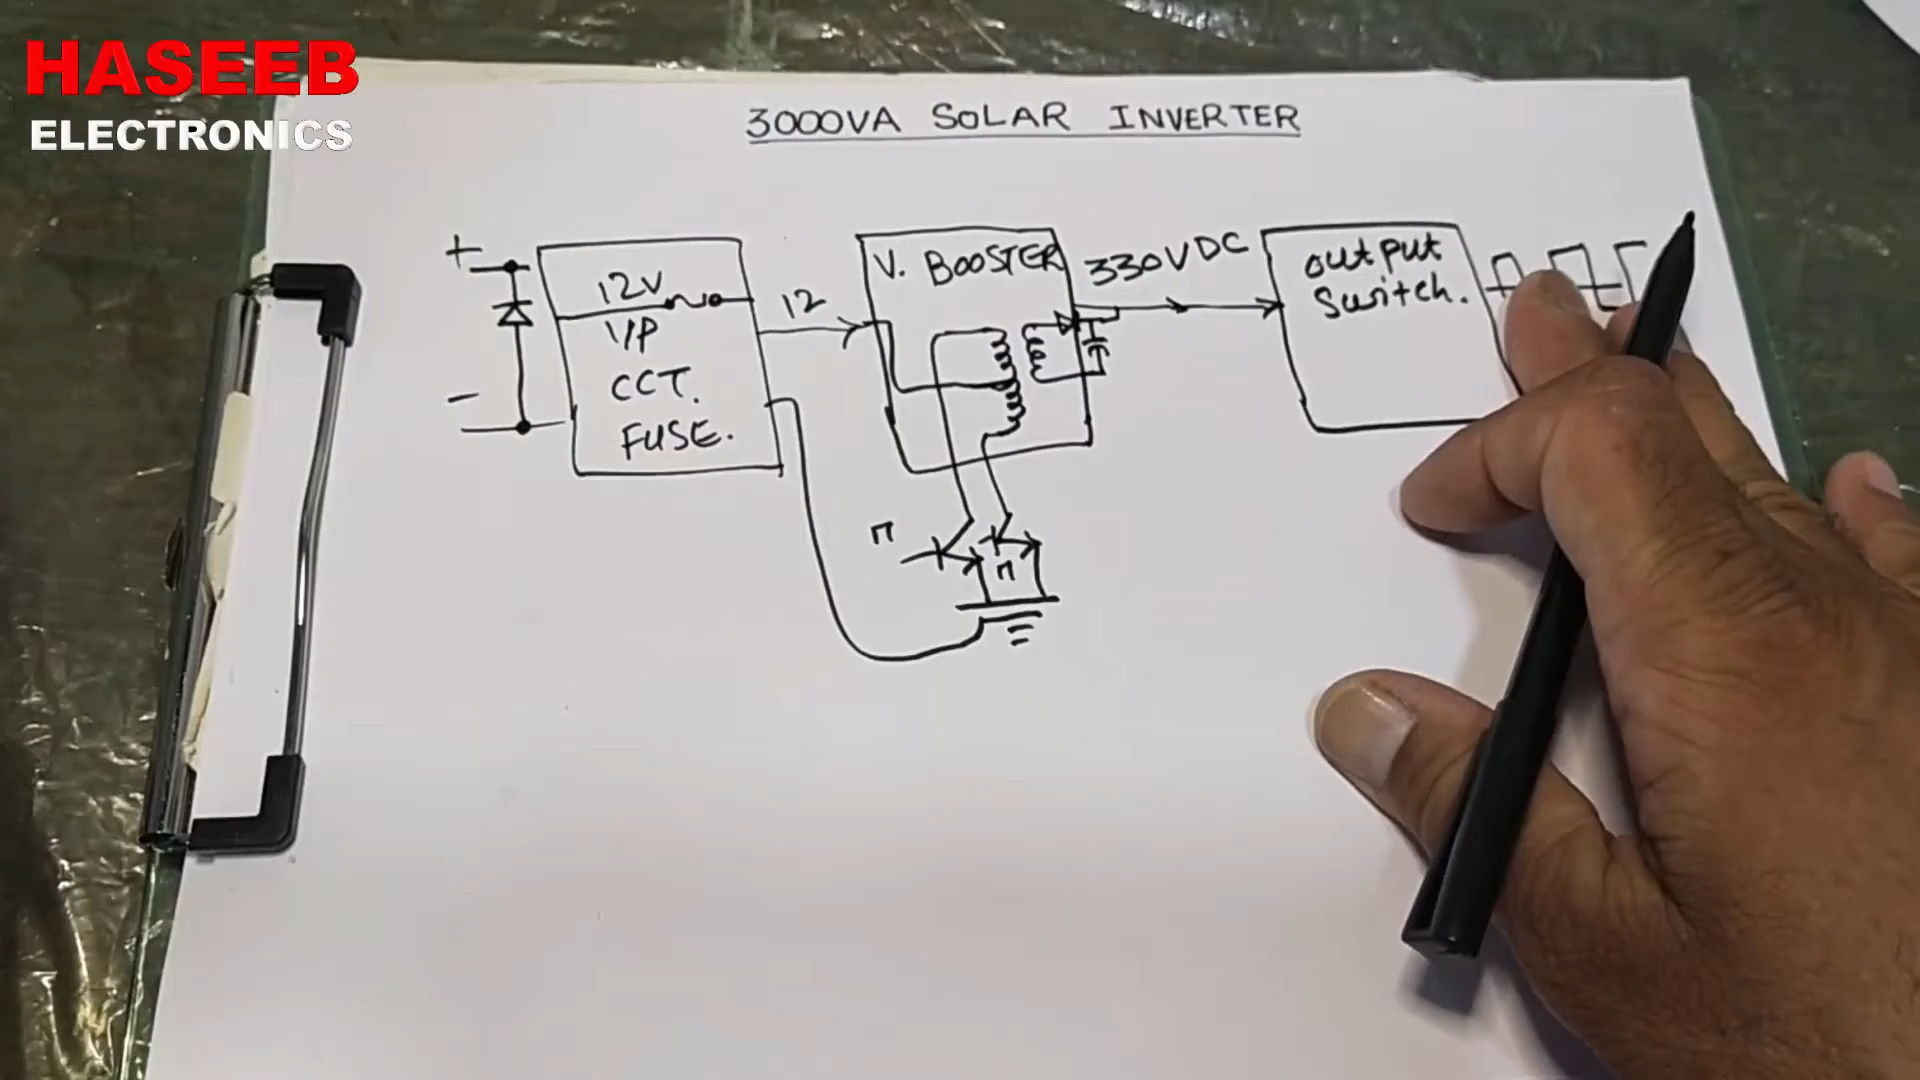 HASEEB
ELECTRONICS
3000VA SOLAR INVERTER
+
-
12V
I/P
CCT.
FUSE.
12
V. BOOSTER
330VDC
output
Switch.